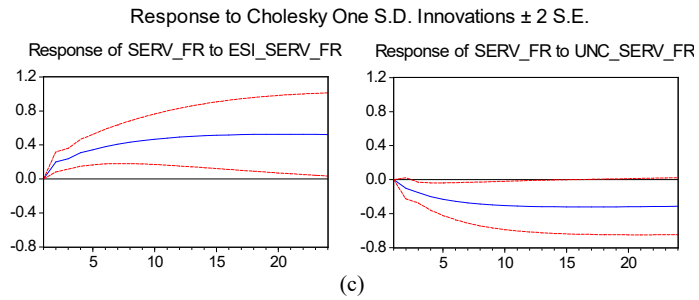 Response to Cholesky One S.D. Innovations ± 2 S.E.
Response of SERV_FR to ESI_SERV_FR
Response of SERV_FR to UNC_SERV_FR
1.2
0.8
0.4
0.0
-0.4
-0.8
5 10 15 20
1.2
0.8
0.4
0.0
-0.4
-0.8
5 10 15 20
(c)